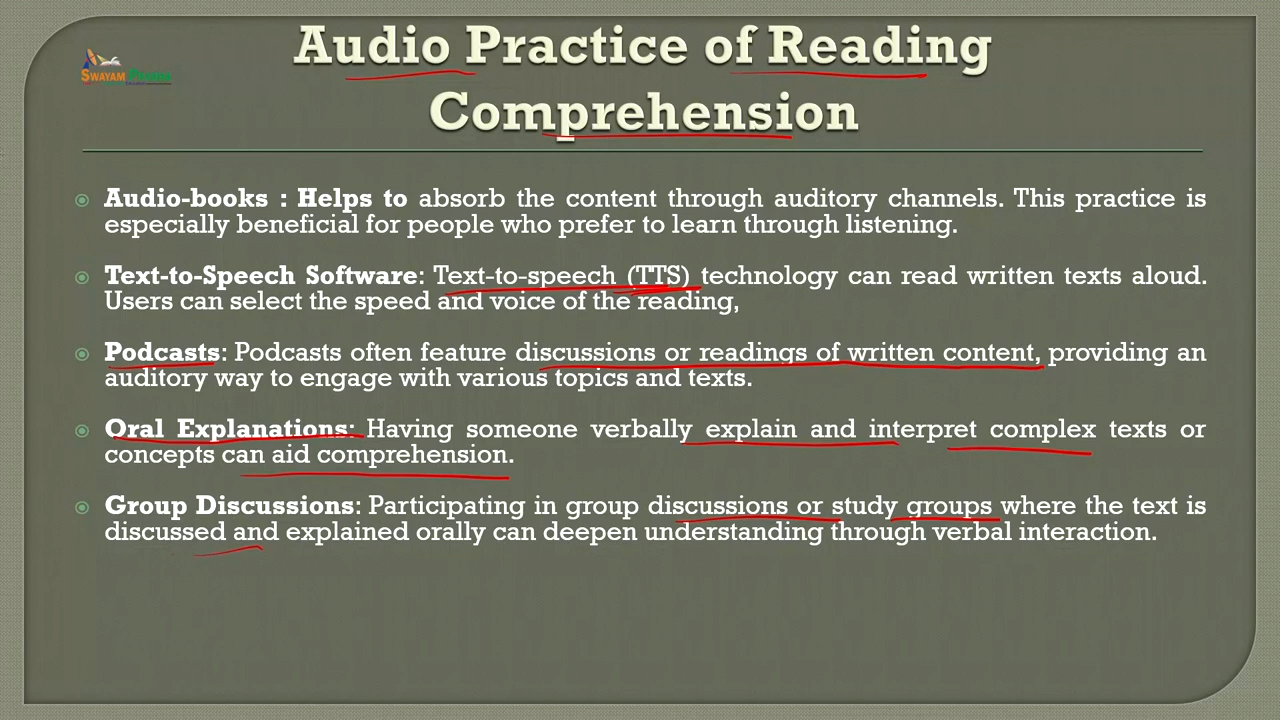 SWAYAM PRABHA
Audio Practice of Reading
Comprehension
Audio-books : Helps to absorb the content through auditory channels. This practice is
especially beneficial for people who prefer to learn through listening.
Text-to-Speech Software: Text-to-speech (TTS) technology can read written texts aloud.
Users can select the speed and voice of the reading,
Podcasts: Podcasts often feature discussions or readings of written content, providing an
auditory way to engage with various topics and texts.
Oral Explanations: Having someone verbally explain and interpret complex texts or
concepts can aid comprehension.
Group Discussions: Participating in group discussions or study groups where the text is
discussed and explained orally can deepen understanding through verbal interaction.